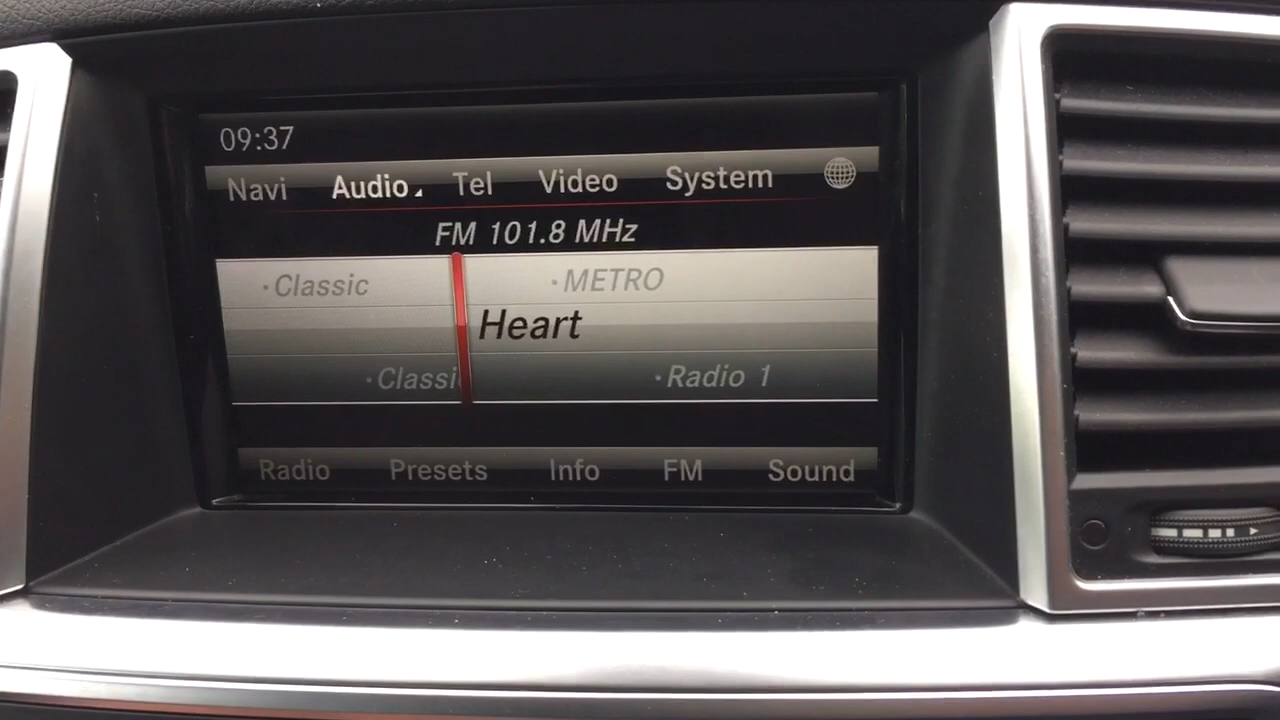 09:37
Navi Audio Tel Video System
FM 101.8 MHz
·Classic ·METRO
Heart
·Classi ·Radio 1
Radio Presets Info FM Sound